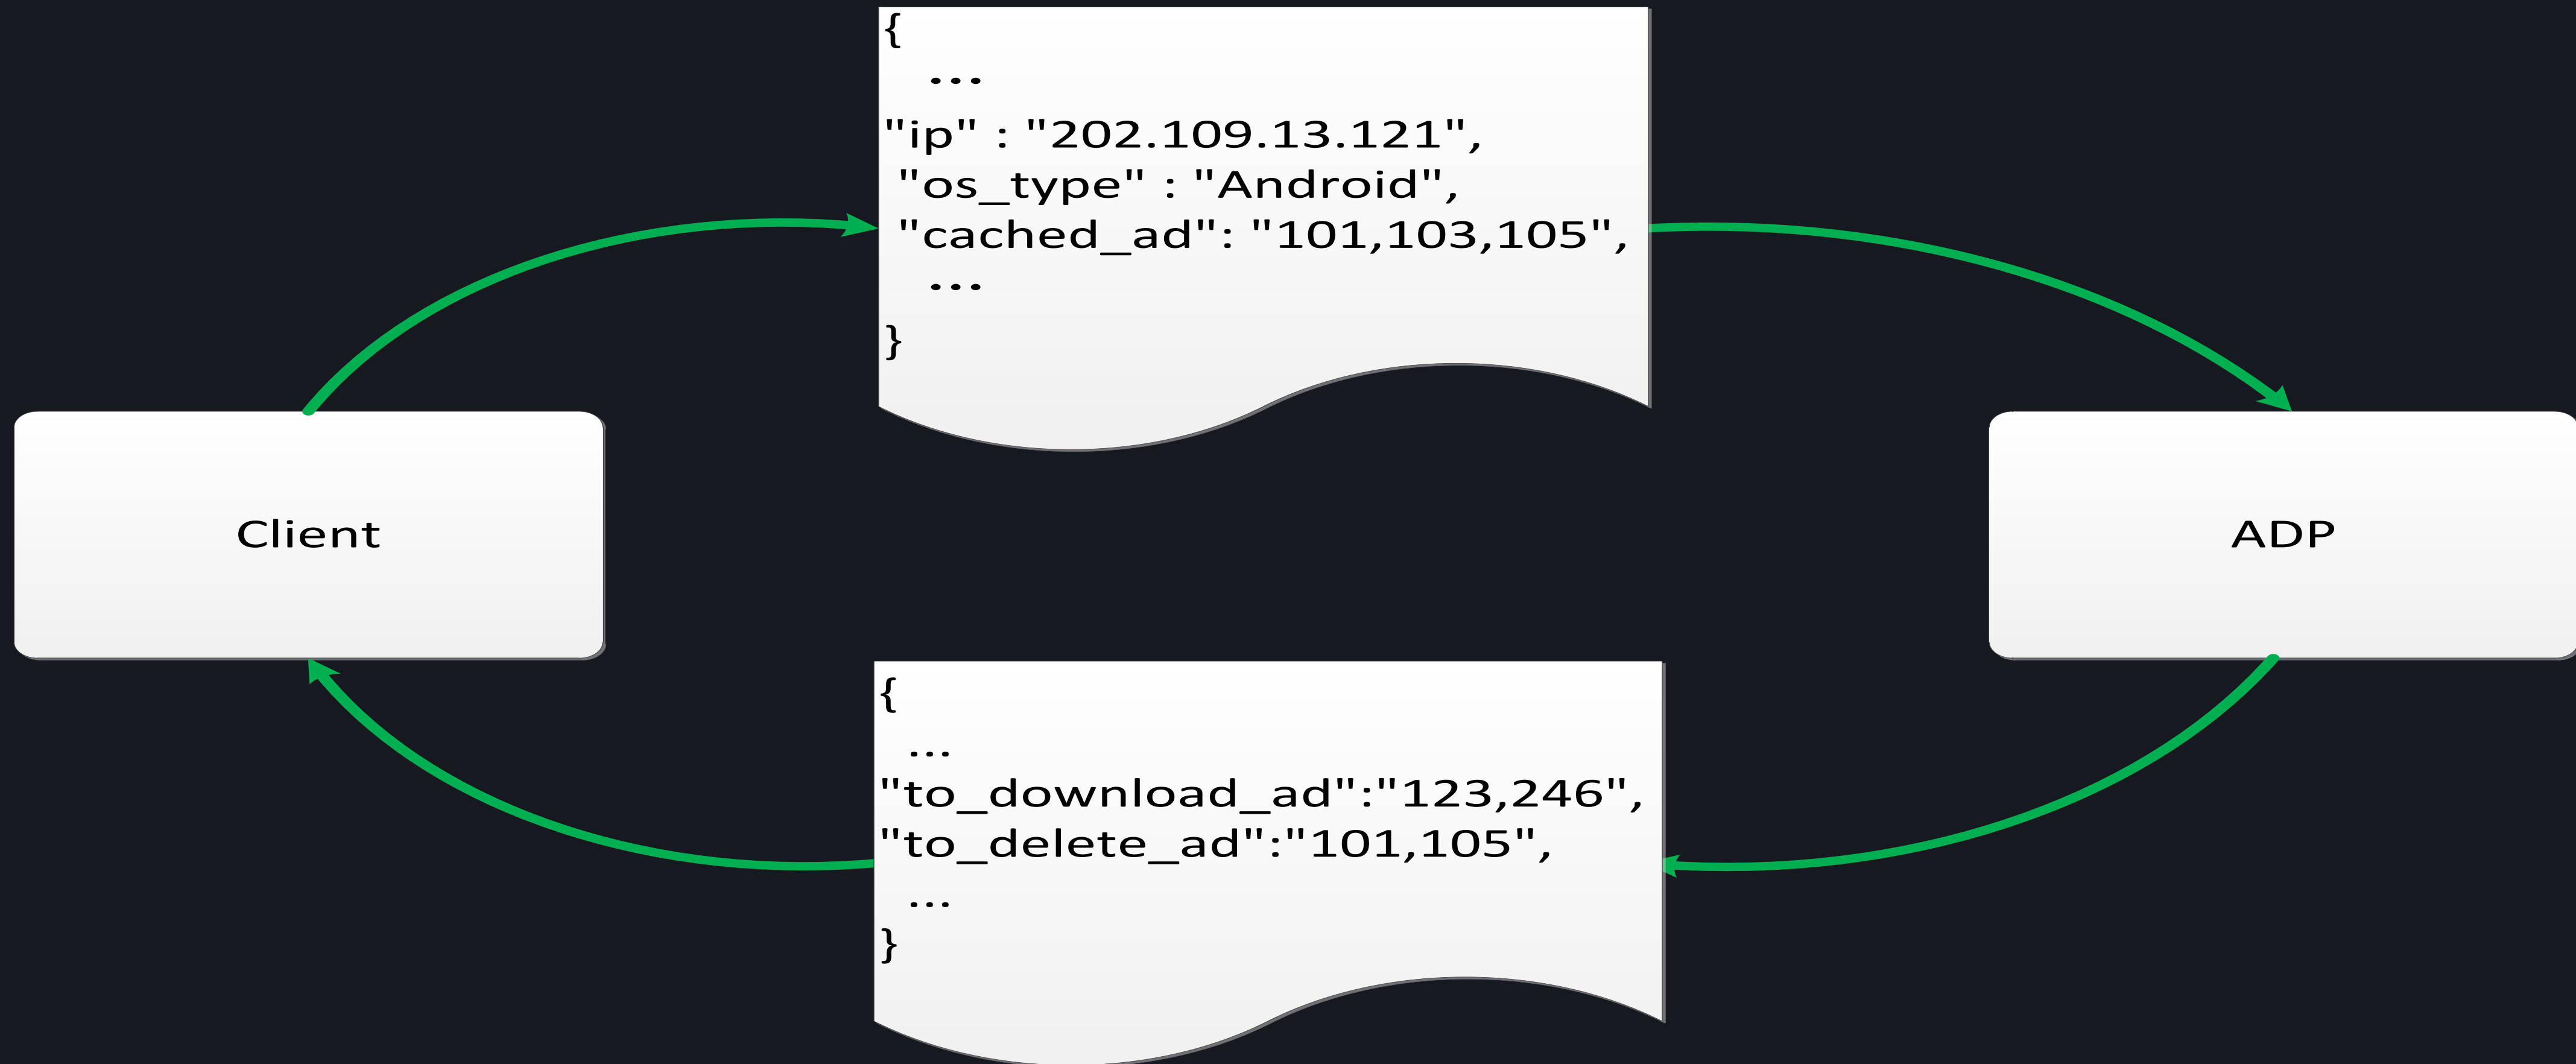 {
...
"ip" : "202.109.13.121",
"os_type" : "Android",
"cached_ad": "101,103,105",
...
}
Client
ADP
{
...
"to_download_ad":"123,246",
"to_delete_ad":"101,105",
...
}